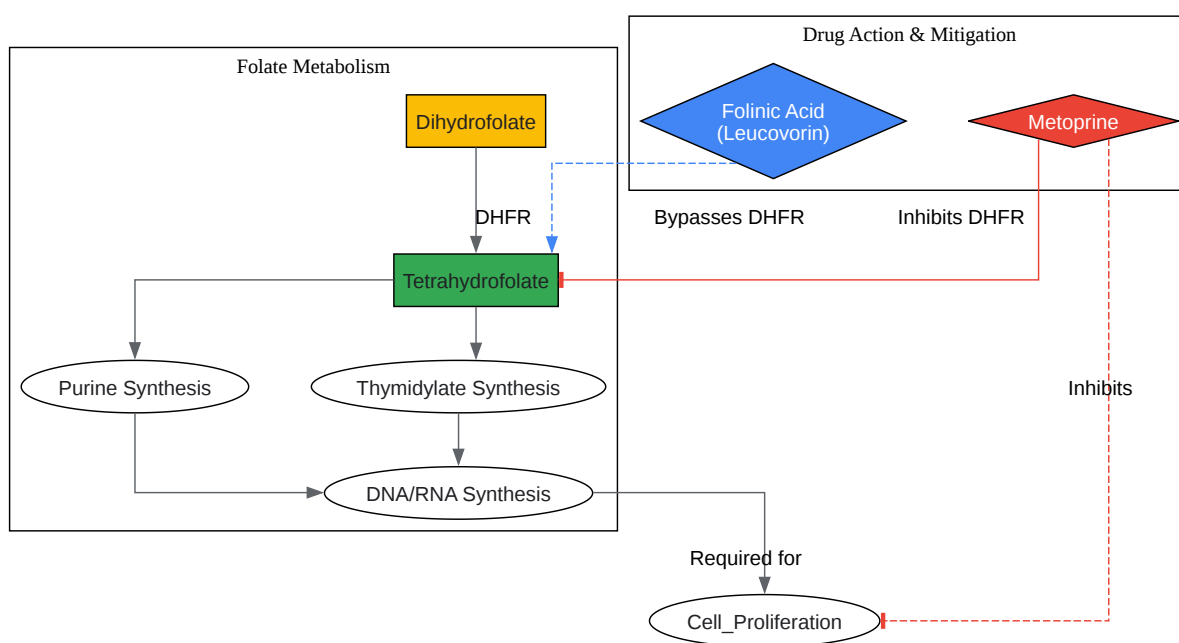 Drug Action & Mitigation
Folate Metabolism
Dihydrofolate
Folinic Acid
(Leucovorin)
Metoprine
DHFR
Bypasses DHFR
Inhibits DHFR
Tetrahydrofolate
Purine Synthesis
Thymidylate Synthesis
Inhibits
DNA/RNA Synthesis
Required for
Cell_Proliferation